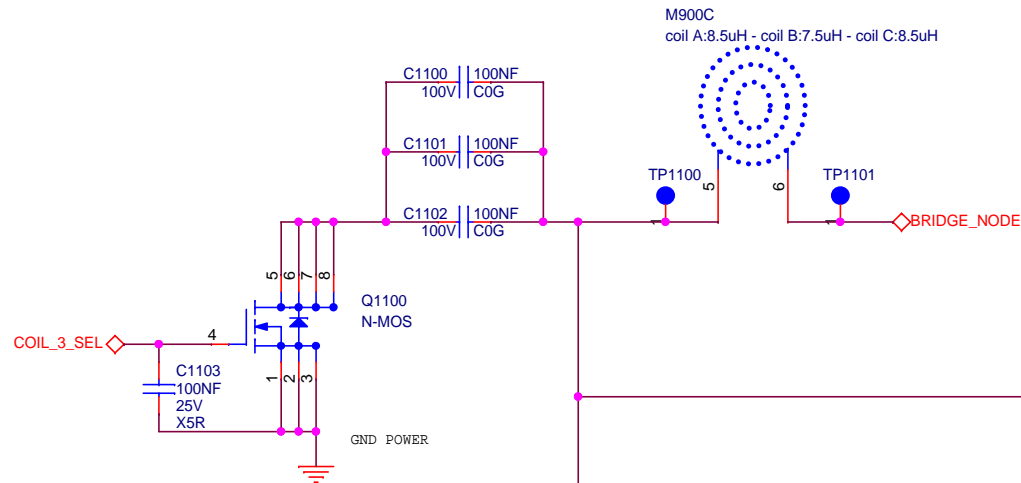 M900C
coil A:8.5uH - coil B:7.5uH - coil C:8.5uH
C1100 100NF
100V C0G
C1101 100NF
100V C0G
TP1100
TP1101
5
6
C1102 100NF
100V C0G
1
1
BRIDGE_NODE
5
6
7
8
Q1100
N-MOS
COIL_3_SEL
4
C1103
100NF
25V
X5R
1
2
3
GND POWER